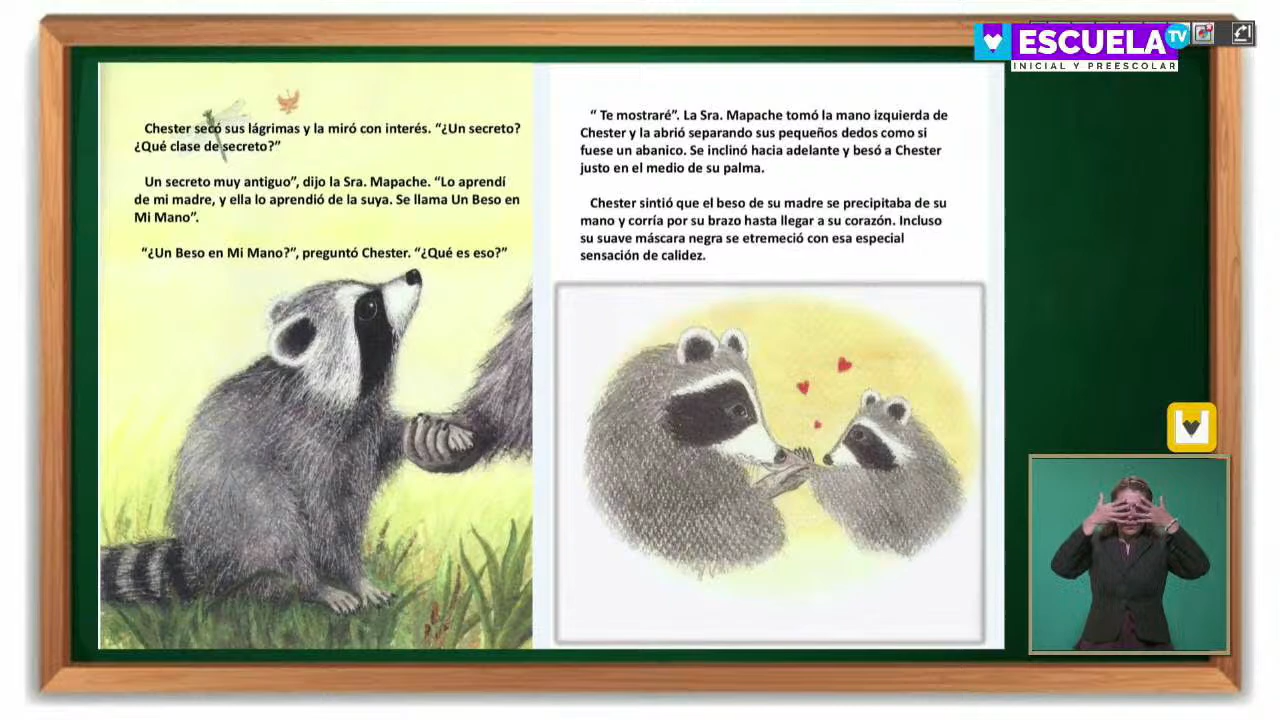 Chester secó sus lágrimas y la miró con interés. “¿Un secreto?
¿Qué clase de secreto?”
Un secreto muy antiguo”, dijo la Sra. Mapache. “Lo aprendí
de mi madre, y ella lo aprendió de la suya. Se llama Un Beso en
Mi Mano”.
“¿Un Beso en Mi Mano?”, preguntó Chester. “¿Qué es eso?”
“ Te mostraré”. La Sra. Mapache tomó la mano izquierda de
Chester y la abrió separando sus pequeños dedos como si
fuese un abanico. Se inclinó hacia adelante y besó a Chester
justo en el medio de su palma.
Chester sintió que el beso de su madre se precipitaba de su
mano y corría por su brazo hasta llegar a su corazón. Incluso
su suave máscara negra se etremeció con esa especial
sensación de calidez.
ESCUELA TV
INICIAL Y PREESCOLAR